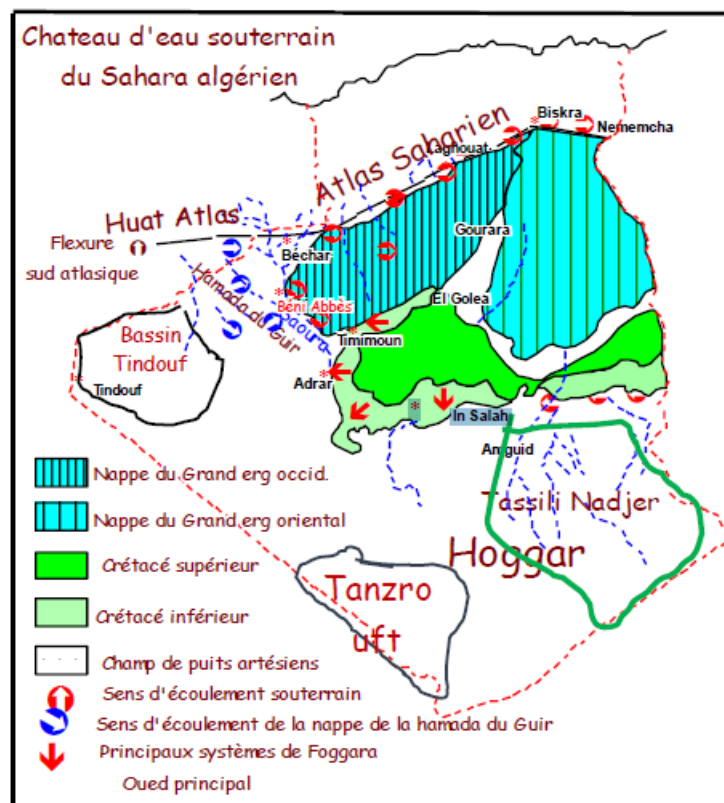 Chateau d'eau souterrain
du Sahara algérien
Biskra
Nememcha
Laghouat
Atlas Saharien
Huat Atlas
Flexure
sud atlasique
Gourara
Béchar
Hamada du Guir
El Golea
Béni Abbès
Saoura
Bassin
Tindouf
Timimoun
Tindouf
Adrar
In Salah
Amguid
Tassili Nadjer
Hoggar
Tanzro
uft
Nappe du Grand erg occid.
Nappe du Grand erg oriental
Crétacé supérieur
Crétacé inférieur
Champ de puits artésiens
Sens d'écoulement souterrain
Sens d'écoulement de la nappe de la hamada du Guir
Principaux systèmes de Foggara
Oued principal